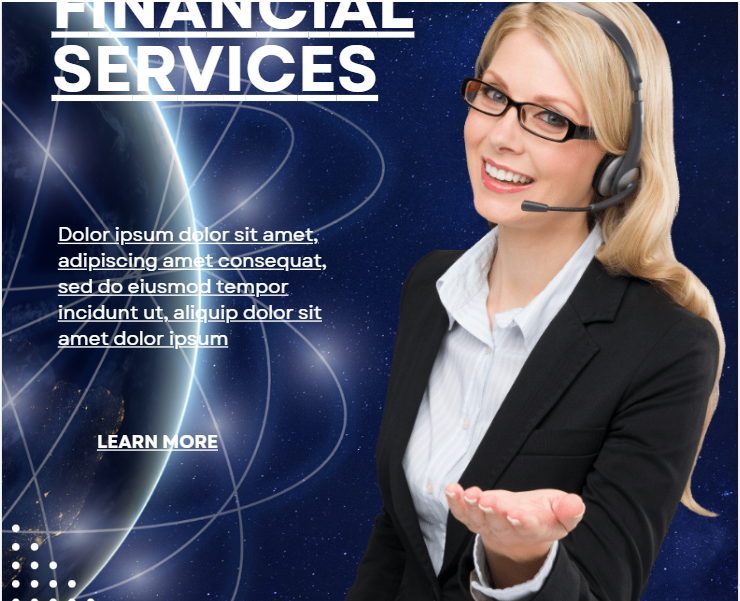 FINANCIAL
SERVICES
Dolor ipsum dolor sit amet,
adipiscing amet consequat,
sed do eiusmod tempor
incidunt ut, aliquip dolor sit
amet dolor ipsum
LEARN MORE